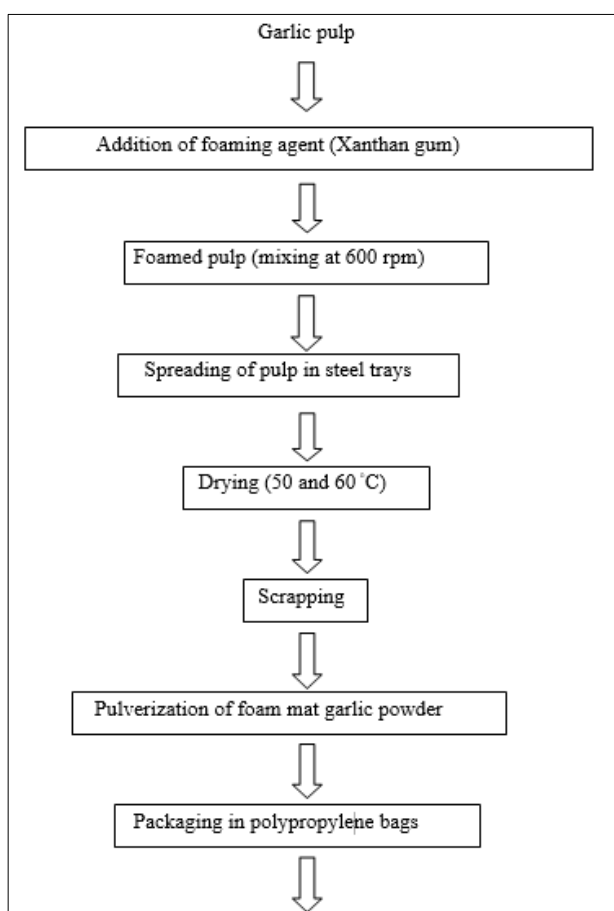 Garlic pulp
Addition of foaming agent (Xanthan gum)
Foamed pulp (mixing at 600 rpm)
Spreading of pulp in steel trays
Drying (50 and 60 °C)
Scrapping
Pulverization of foam mat garlic powder
Packaging in polypropylene bags